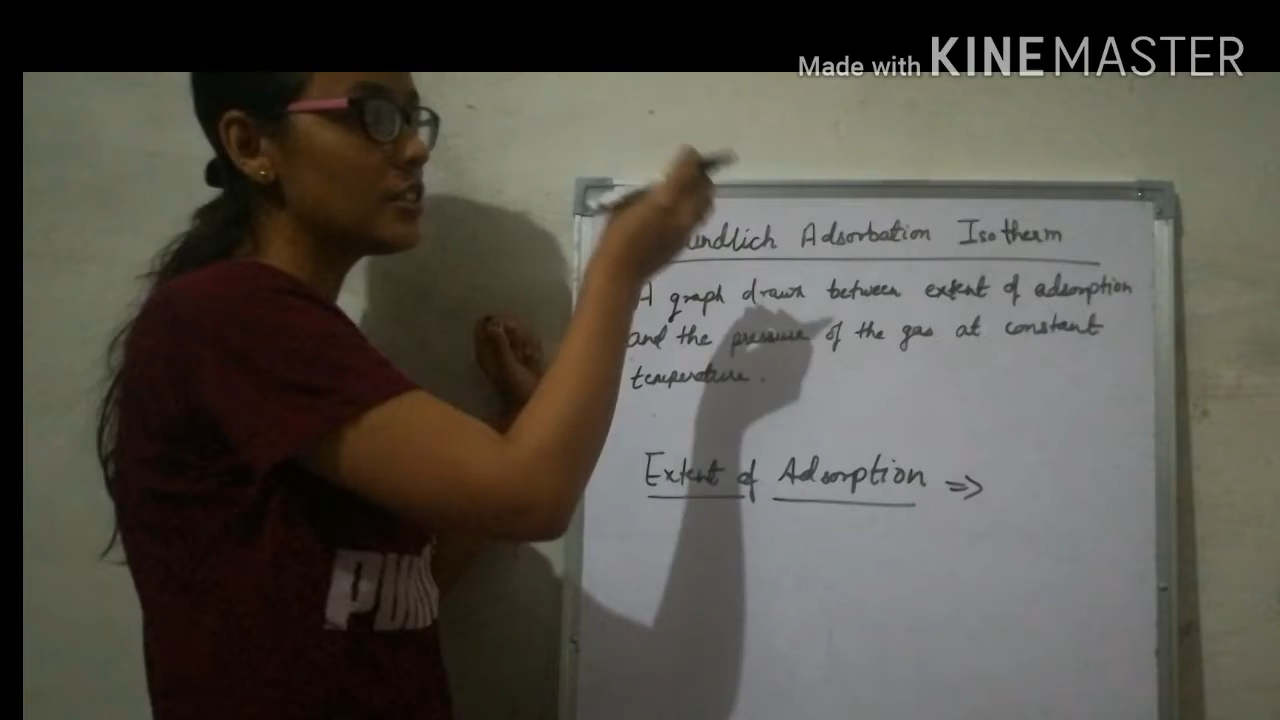 Made with KINEMASTER
undlich Adsorbation Isotherm
A graph drawn between extent of adsorption
and the pressure of the gas at constant
temperature.
Extent of Adsorption ⇒
PUM